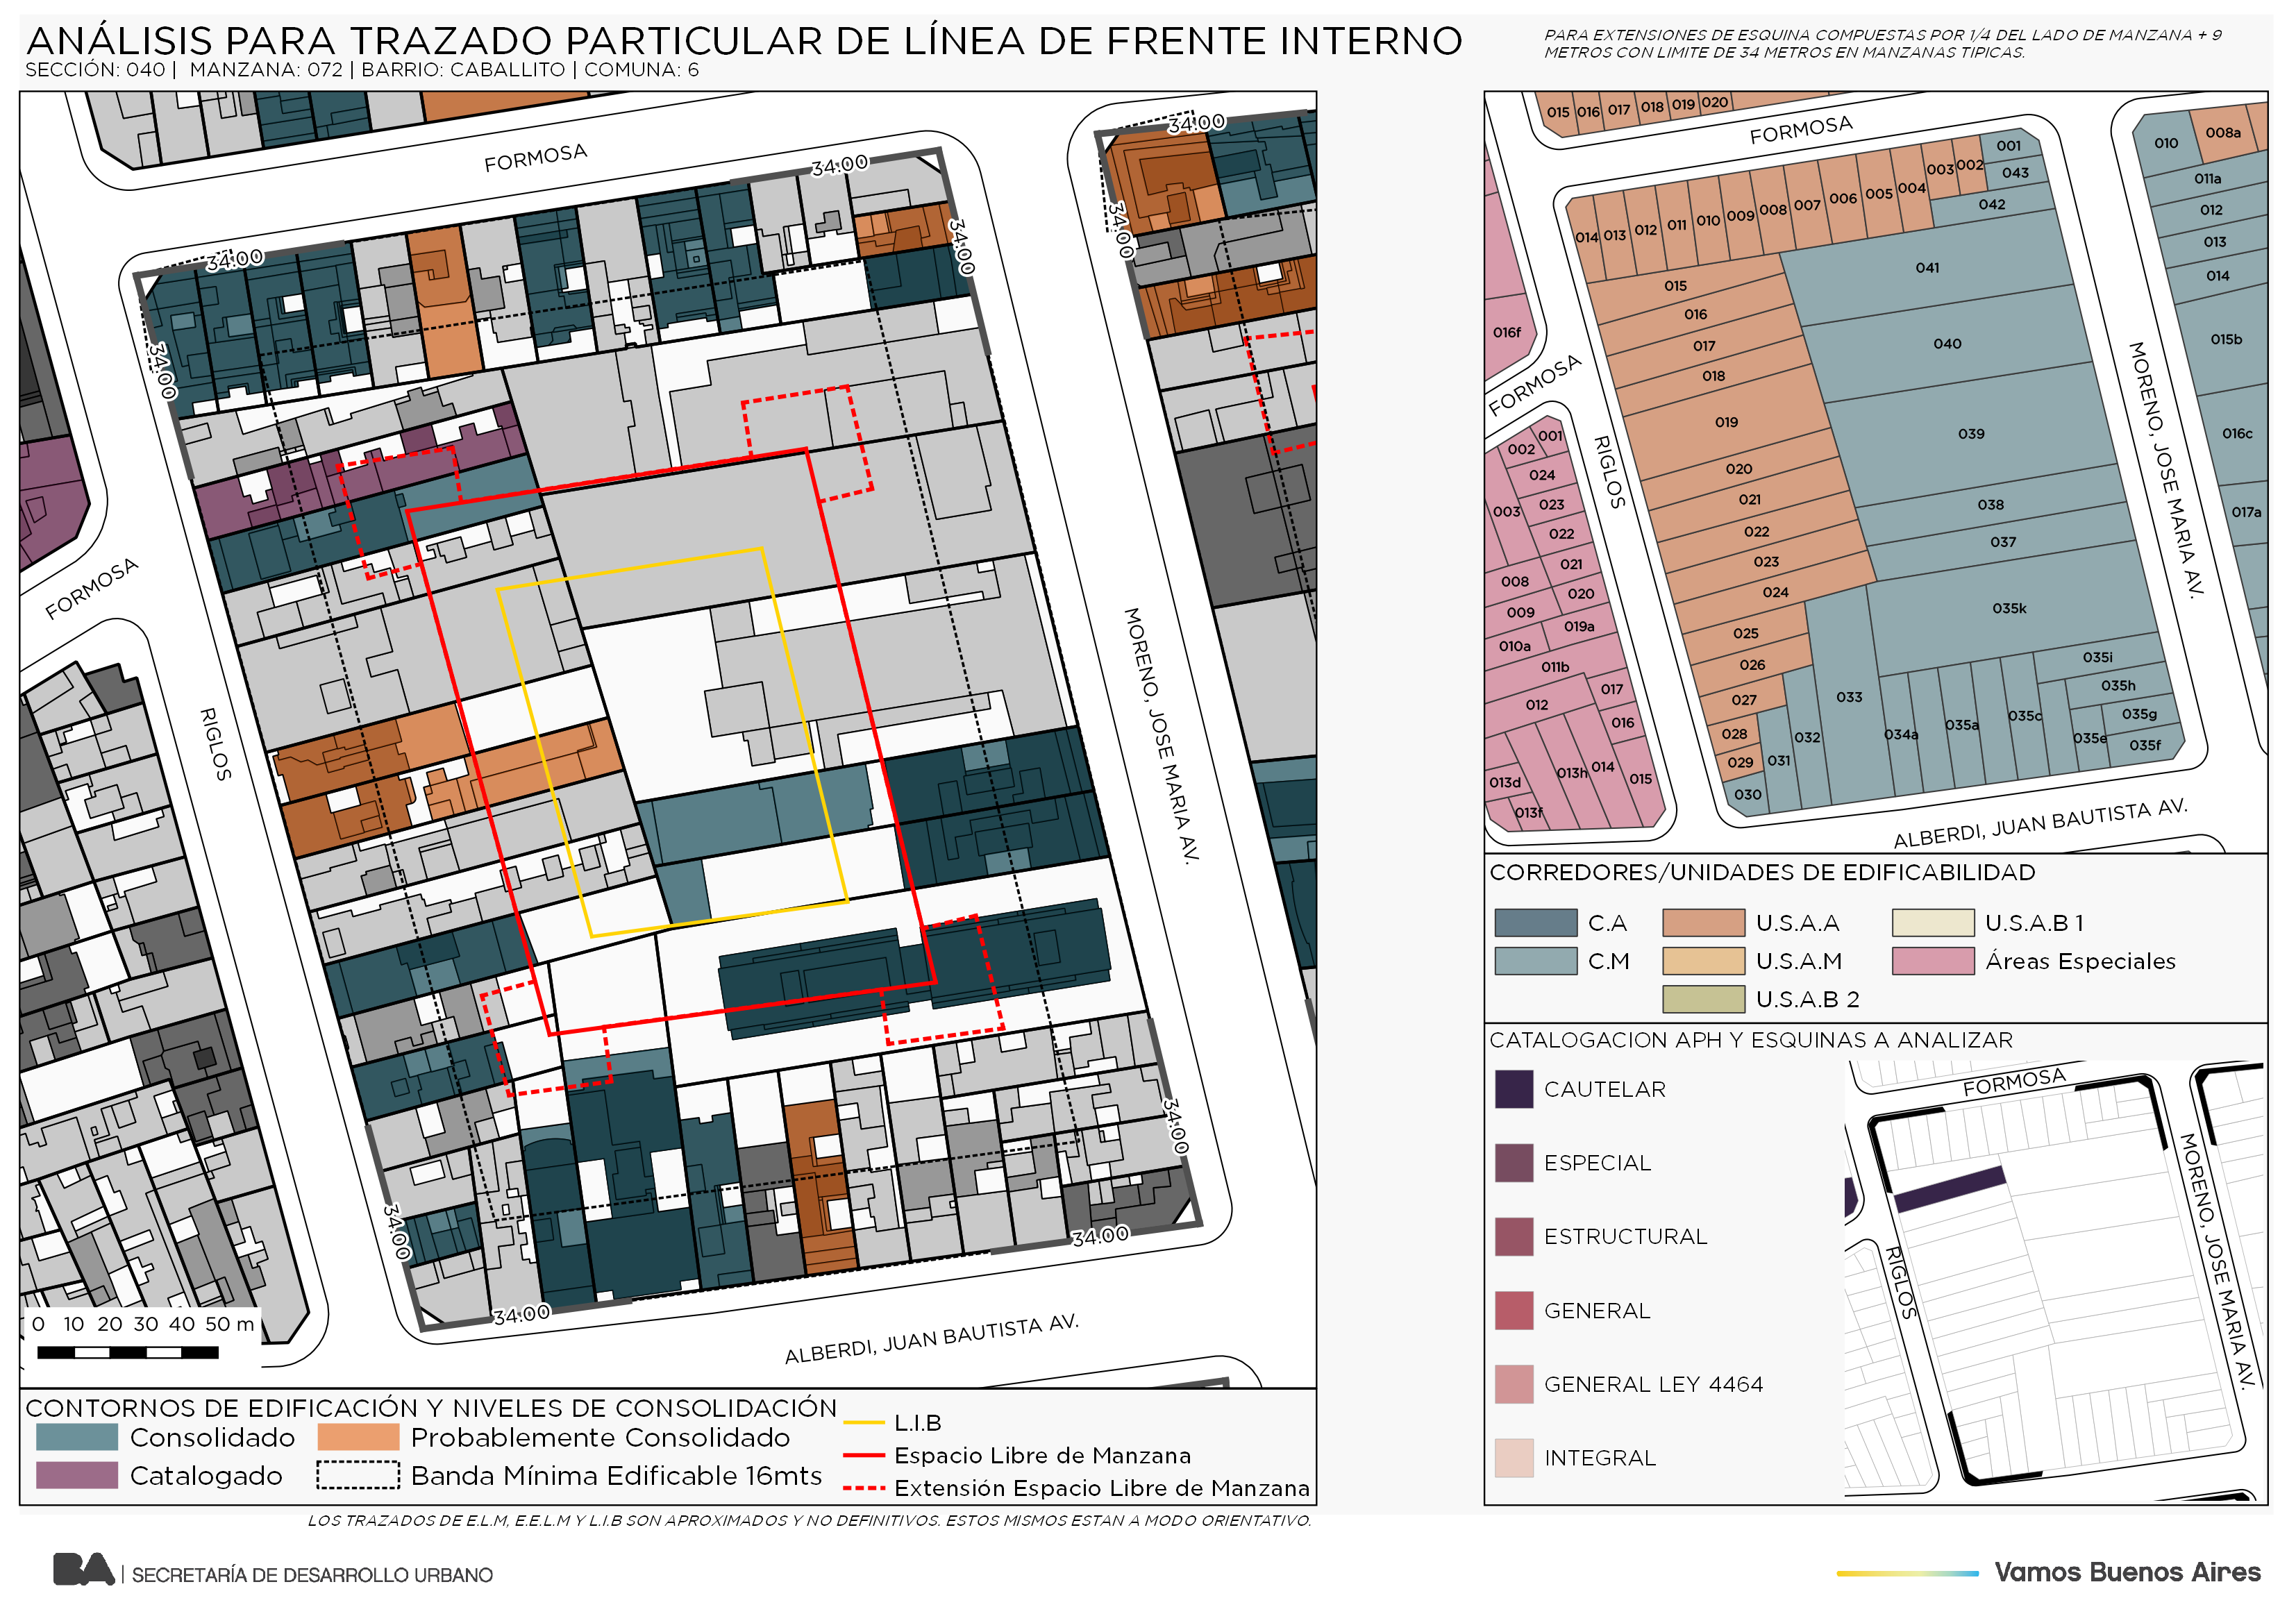 ANÁLISIS PARA TRAZADO PARTICULAR DE LÍNEA DE FRENTE INTERNO
SECCIÓN: 040 | MANZANA: 072 | BARRIO: CABALLITO | COMUNA: 6
PARA EXTENSIONES DE ESQUINA COMPUESTAS POR 1/4 DEL LADO DE MANZANA + 9
METROS CON LIMITE DE 34 METROS EN MANZANAS TIPICAS.
FORMOSA
34.00
34.00
34.00
34.00
34.00
34.00
FORMOSA
RIGLOS
MORENO, JOSE MARIA AV.
34.00
34.00
34.00
34.00
ALBERDI, JUAN BAUTISTA AV.
0 10 20 30 40 50 m
CONTORNOS DE EDIFICACIÓN Y NIVELES DE CONSOLIDACIÓN
Consolidado
Probablemente Consolidado
Catalogado
Banda Mínima Edificable 16mts
L.I.B
Espacio Libre de Manzana
Extensión Espacio Libre de Manzana
LOS TRAZADOS DE E.L.M, E.E.L.M Y L.I.B SON APROXIMADOS Y NO DEFINITIVOS. ESTOS MISMOS ESTAN A MODO ORIENTATIVO.
015 016 017 018 019 020
FORMOSA
010
008a
001
043
042
003 002
004
005
006
007
008
009
010
011
012
013
014
011a
012
013
014
015b
016c
017a
016f
FORMOSA
RIGLOS
MORENO, JOSE MARIA AV.
015
016
017
018
019
020
021
022
023
024
025
026
027
028
029
030
031
032
033
034a
035a
035c
035e
035f
035g
035h
035i
035k
037
038
039
040
041
001
002
024
003
023
022
021
008
020
009
019a
010a
011b
017
012
016
013h
014
015
013d
013f
ALBERDI, JUAN BAUTISTA AV.
CORREDORES/UNIDADES DE EDIFICABILIDAD
C.A
U.S.A.A
U.S.A.B 1
C.M
U.S.A.M
Áreas Especiales
U.S.A.B 2
CATALOGACION APH Y ESQUINAS A ANALIZAR
CAUTELAR
ESPECIAL
ESTRUCTURAL
GENERAL
GENERAL LEY 4464
INTEGRAL
FORMOSA
RIGLOS
MORENO, JOSE MARIA AV.
BA | SECRETARÍA DE DESARROLLO URBANO
Vamos Buenos Aires